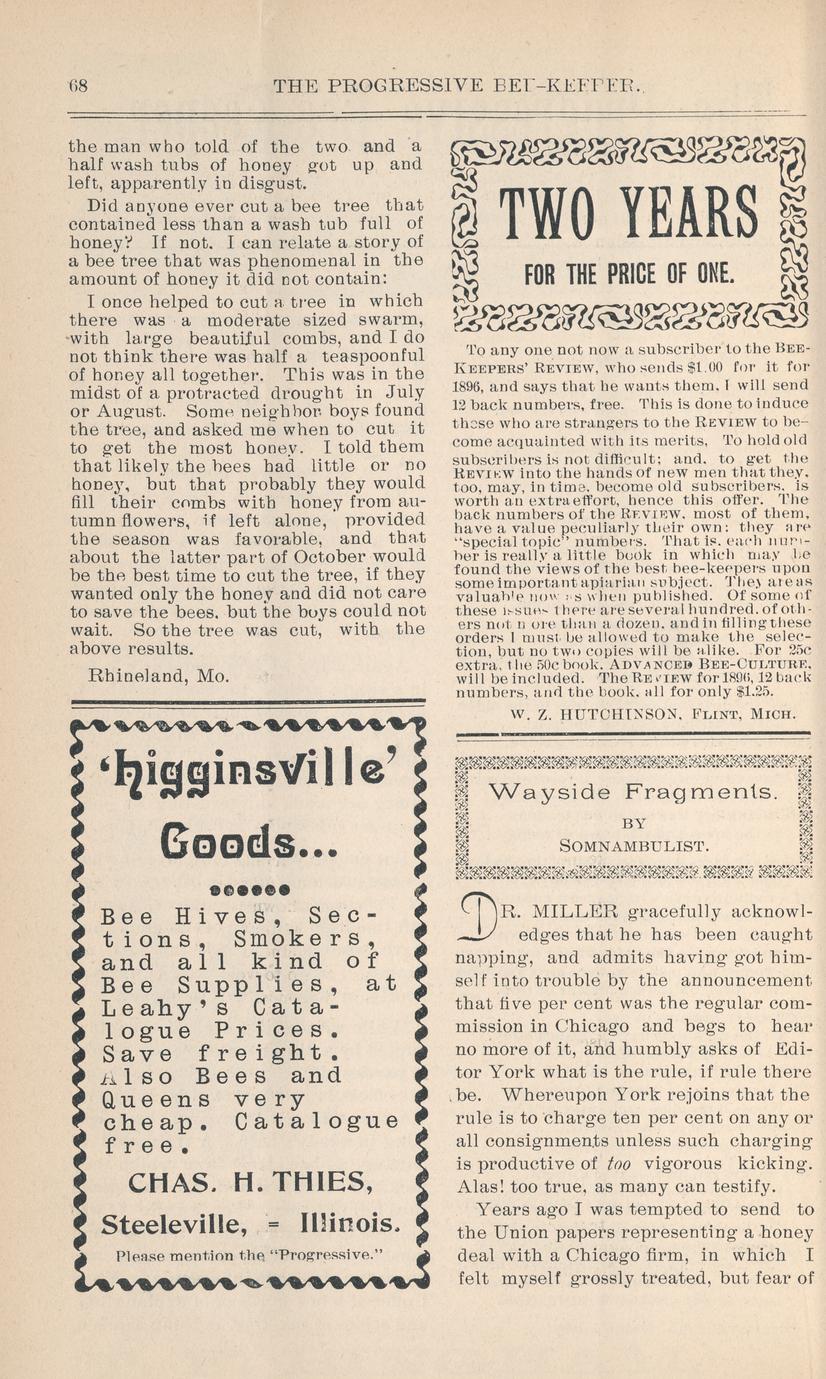 68
THE PROGRESSIVE BEE-KEEPER.
the man who told of the two and a
half wash tubs of honey got up and
left, apparently in disgust.
Did anyone ever cut a bee tree that
contained less than a wash tub full of
honey? If not, I can relate a story of
a bee tree that was phenomenal in the
amount of honey it did not contain:
I once helped to cut a tree in which
there was a moderate sized swarm,
with large beautiful combs, and I do
not think there was half a teaspoonful
of honey all together. This was in the
midst of a protracted drought in July
or August. Some neighbor boys found
the tree, and asked me when to cut it
to get the most honey. I told them
that likely the bees had little or no
honey, but that probably they would
fill their combs with honey from au-
tumn flowers, if left alone, provided
the season was favorable, and that
about the latter part of October would
be the best time to cut the tree, if they
wanted only the honey and did not care
to save the bees, but the boys could not
wait. So the tree was cut, with the
above results.
Rhineland, Mo.
'Higginsville'
Goods...
Bee Hives, Sec-
tions, Smokers,
and all kind of
Bee Supplies, at
Leahy's Cata-
logue Prices.
Save freight.
Also Bees and
Queens very
cheap. Catalogue
free.
CHAS. H. THIES,
Steeleville, = Illinois.
Please mention the "Progressive."
TWO YEARS
FOR THE PRICE OF ONE.
To any one not now a subscriber to the BEE-
KEEPERS' REVIEW, who sends $1.00 for it for
1896, and says that he wants them, I will send
12 back numbers, free. This is done to induce
those who are strangers to the REVIEW to be-
come acquainted with its merits, To hold old
subscribers is not difficult; and, to get the
REVIEW into the hands of new men that they,
too, may, in time, become old subscribers, is
worth an extra effort, hence this offer. The
back numbers of the REVIEW, most of them,
have a value peculiarly their own: they are
"special topic" numbers. That is, each num-
ber is really a little book in which may be
found the views of the best bee-keepers upon
some important apiarian subject. They are as
valuable now as when published. Of some of
these issues there are several hundred, of oth-
ers not more than a dozen, and in filling these
orders I must be allowed to make the selec-
tion, but no two copies will be alike. For 25c
extra, the 50c book, ADVANCED BEE-CULTURE,
will be included. The REVIEW for 1896, 12 back
numbers, and the book, all for only $1.25.
W. Z. HUTCHINSON, FLINT, MICH.
Wayside Fragments.
BY
SOMNAMBULIST.
DR. MILLER gracefully acknowl-
edges that he has been caught
napping, and admits having got him-
self into trouble by the announcement
that five per cent was the regular com-
mission in Chicago and begs to hear
no more of it, and humbly asks of Edi-
tor York what is the rule, if rule there
be. Whereupon York rejoins that the
rule is to charge ten per cent on any or
all consignments unless such charging
is productive of too vigorous kicking.
Alas! too true, as many can testify.
Years ago I was tempted to send to
the Union papers representing a honey
deal with a Chicago firm, in which I
felt myself grossly treated, but fear of